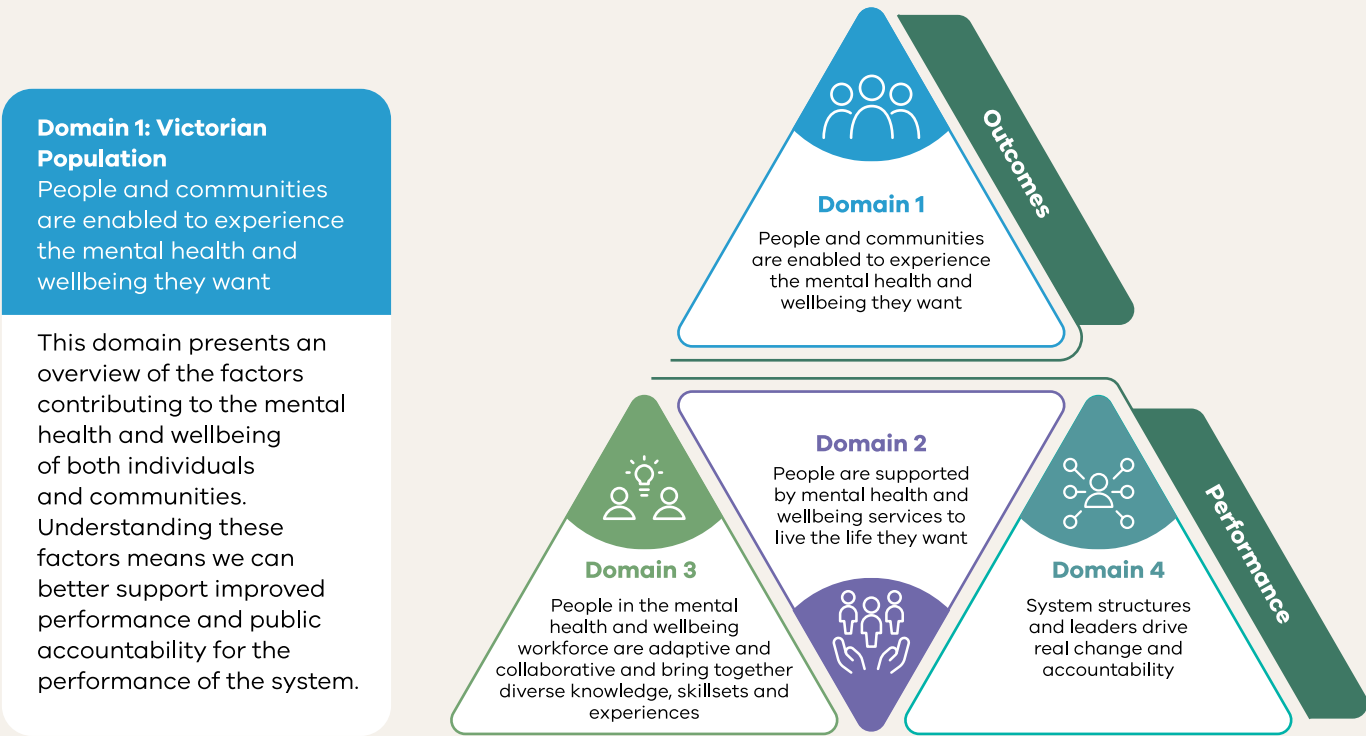 Domain 1: Victorian
Population
People and communities
are enabled to experience
the mental health and
wellbeing they want
This domain presents an
overview of the factors
contributing to the mental
health and wellbeing
of both individuals
and communities.
Understanding these
factors means we can
better support improved
performance and public
accountability for the
performance of the system.
Outcomes
Domain 1
People and communities
are enabled to experience
the mental health and
wellbeing they want
Domain 2
People are supported
by mental health and
wellbeing services to
live the life they want
Domain 3
People in the mental
health and wellbeing
workforce are adaptive and
collaborative and bring together
diverse knowledge, skillsets and
experiences
Domain 4
System structures
and leaders drive
real change and
accountability
Performance